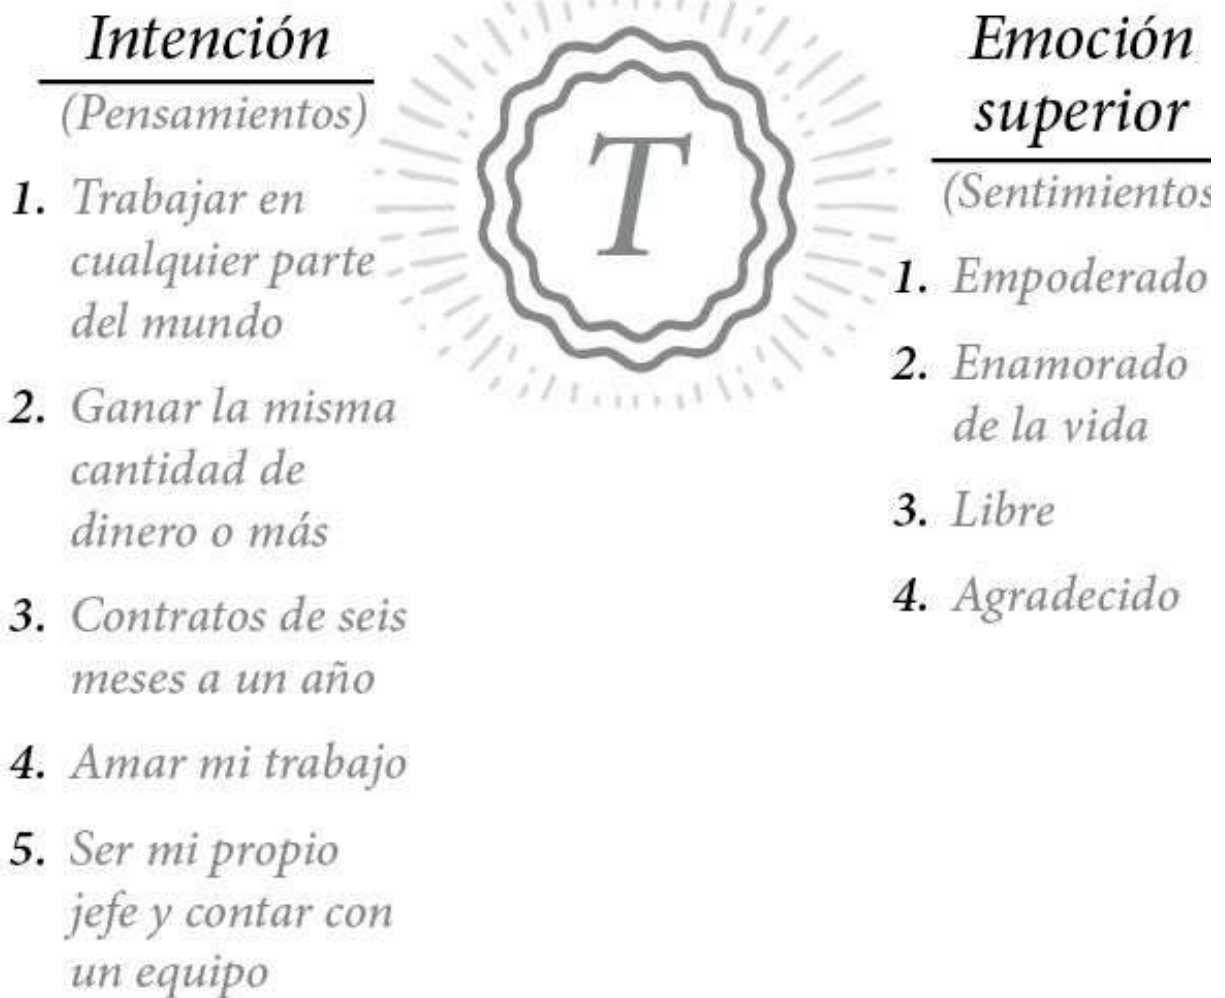 Intención
(Pensamientos)
1. Trabajar en
cualquier parte
del mundo
2. Ganar la misma
cantidad de
dinero o más
3. Contratos de seis
meses a un año
4. Amar mi trabajo
5. Ser mi propio
jefe y contar con
un equipo
T
Emoción
superior
(Sentimientos
1. Empoderado
2. Enamorado
de la vida
3. Libre
4. Agradecido